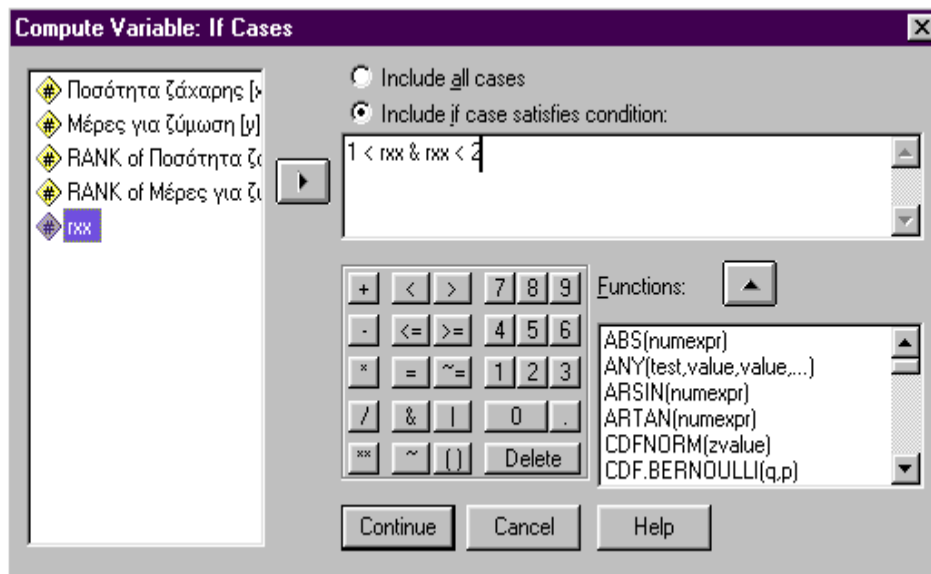 Compute Variable: If Cases
Ποσότητα ζάχαρης [x
Μέρες για ζύμωση [y]
RANK of Ποσότητα ζα
RANK of Μέρες για ζι
rxx
Include all cases
Include if case satisfies condition:
1 < rxx & rxx < 2
+ < > 7 8 9
- <= >= 4 5 6
* = ~= 1 2 3
/ & | 0 .
** ~ () Delete
Functions:
ABS(numexpr)
ANY(test,value,value,...)
ARSIN(numexpr)
ARTAN(numexpr)
CDFNORM(zvalue)
CDF.BERNOULLI(q,p)
Continue
Cancel
Help